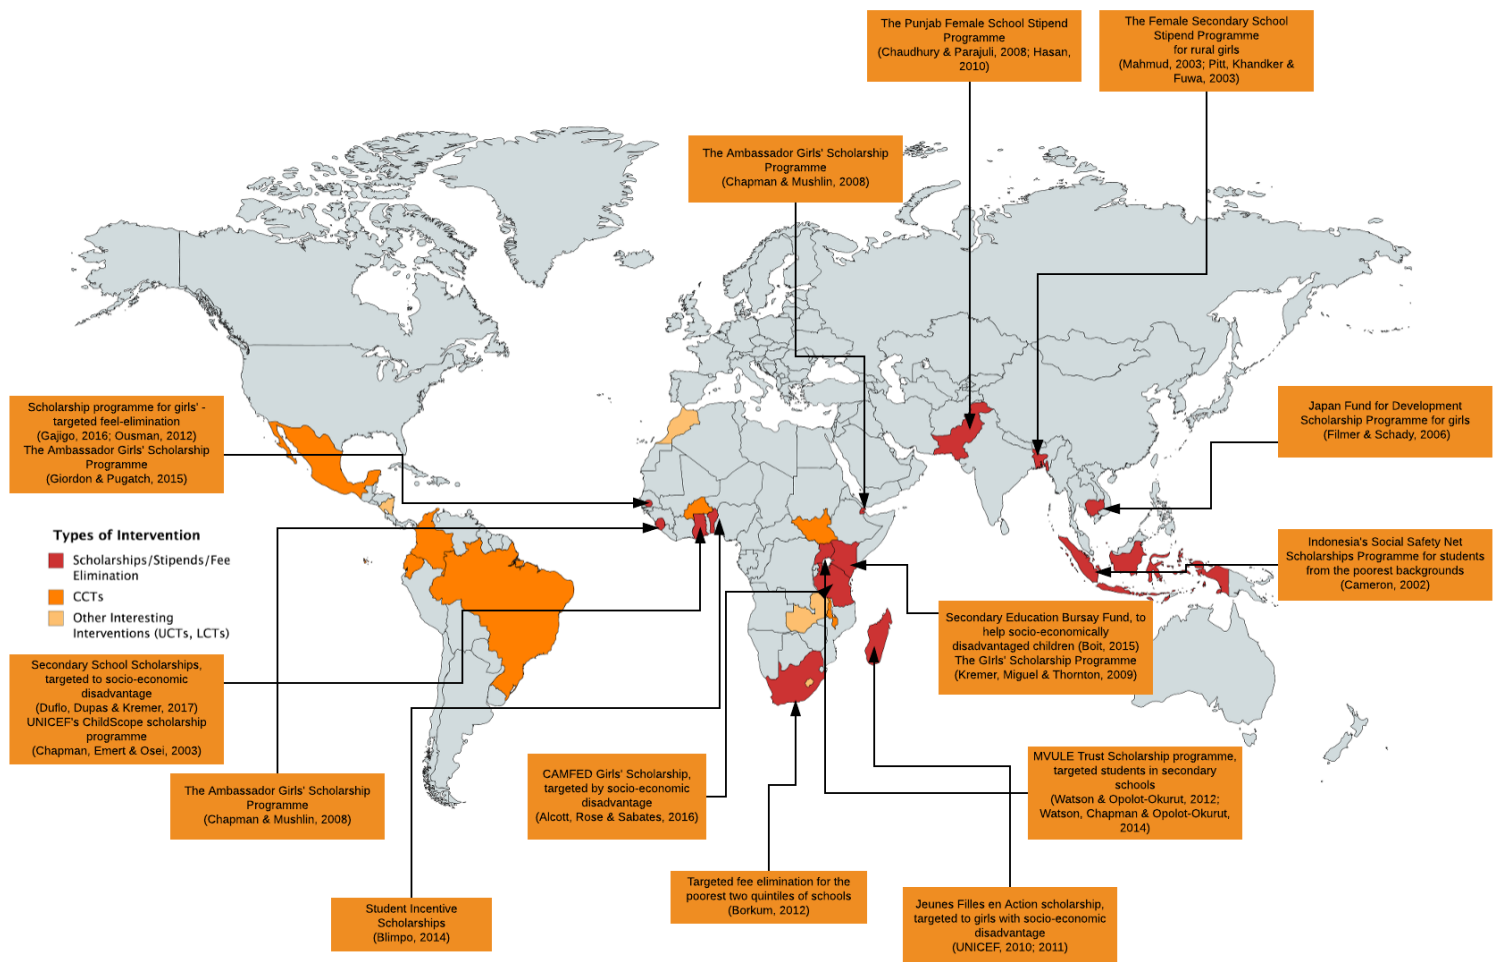 The Punjab Female School Stipend
Programme
(Chaudhury & Parajuli, 2008; Hasan,
2010)
The Female Secondary School
Stipend Programme
for rural girls
(Mahmud, 2003; Pitt, Khandker &
Fuwa, 2003)
The Ambassador Girls' Scholarship
Programme
(Chapman & Mushlin, 2008)
Scholarship programme for girls' -
targeted feel-elimination
(Gajigo, 2016; Ousman, 2012)
The Ambassador Girls' Scholarship
Programme
(Giordon & Pugatch, 2015)
Japan Fund for Development
Scholarship Programme for girls
(Filmer & Schady, 2006)
Types of Intervention
Scholarships/Stipends/Fee
Elimination
CCTs
Other Interesting
Interventions (UCTs, LCTs)
Indonesia's Social Safety Net
Scholarships Programme for students
from the poorest backgrounds
(Cameron, 2002)
Secondary Education Bursay Fund, to
help socio-economically
disadvantaged children (Boit, 2015)
The GIrls' Scholarship Programme
(Kremer, Miguel & Thornton, 2009)
Secondary School Scholarships,
targeted to socio-economic
disadvantage
(Duflo, Dupas & Kremer, 2017)
UNICEF's ChildScope scholarship
programme
(Chapman, Emert & Osei, 2003)
The Ambassador Girls' Scholarship
Programme
(Chapman & Mushlin, 2008)
CAMFED Girls' Scholarship,
targeted by socio-economic
disadvantage
(Alcott, Rose & Sabates, 2016)
MVULE Trust Scholarship programme,
targeted students in secondary
schools
(Watson & Opolot-Okurut, 2012;
Watson, Chapman & Opolot-Okurut,
2014)
Student Incentive
Scholarships
(Blimpo, 2014)
Targeted fee elimination for the
poorest two quintiles of schools
(Borkum, 2012)
Jeunes Filles en Action scholarship,
targeted to girls with socio-economic
disadvantage
(UNICEF, 2010; 2011)